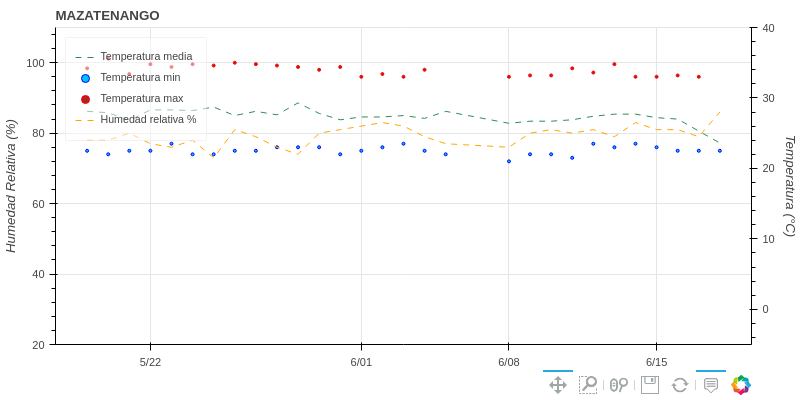 MAZATENANGO
Temperatura media
Temperatura min
Temperatura max
Humedad relativa %
Humedad Relativa (%)
100
80
60
40
20
40
30
20
10
0
Temperatura (°C)
5/22
6/01
6/08
6/15